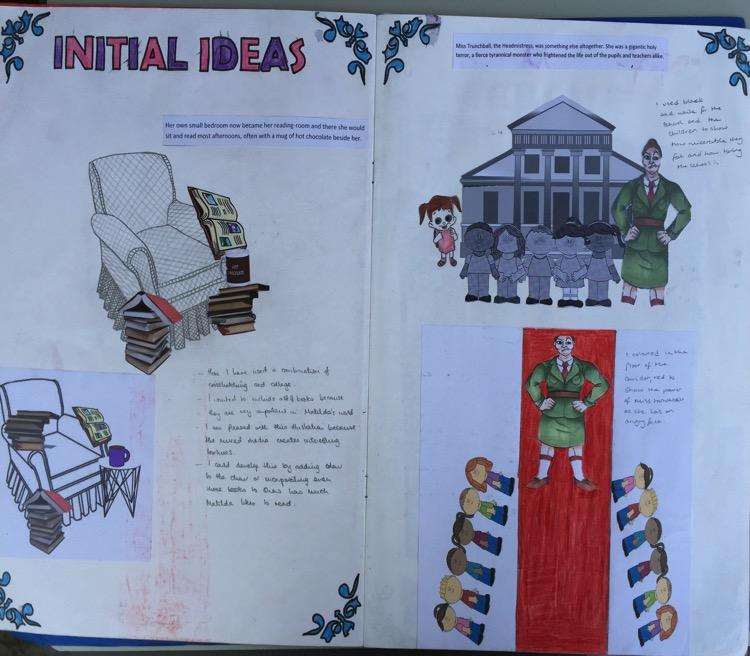 INITIAL IDEAS
Her own small bedroom now became her reading-room and there she would
sit and read most afternoons, often with a mug of hot chocolate beside her.
HOT
CHOCOLATE
- Here I have used a combination of
crosshatching and collage.
I wanted to include of books because
they are very important in Matilda's world
I am pleased with this illustration because
the mixed media creates interesting
textures.
- I could develop this by adding colour
to the chair or incorporating even
more books to show how much
Matilda likes to read.
Miss Trunchball, the Headmistress, was something else altogether. She was a gigantic holy
terror, a fierce tyrannical monster who frightened the life out of the pupils and teachers alike.
I used black
and white for the
school and the
children to show
how miserable they
feel and how boring
the school is
I coloured in the
floor of the
corridor red to
show the power
of Miss Trunchball
as she has an
angry face.